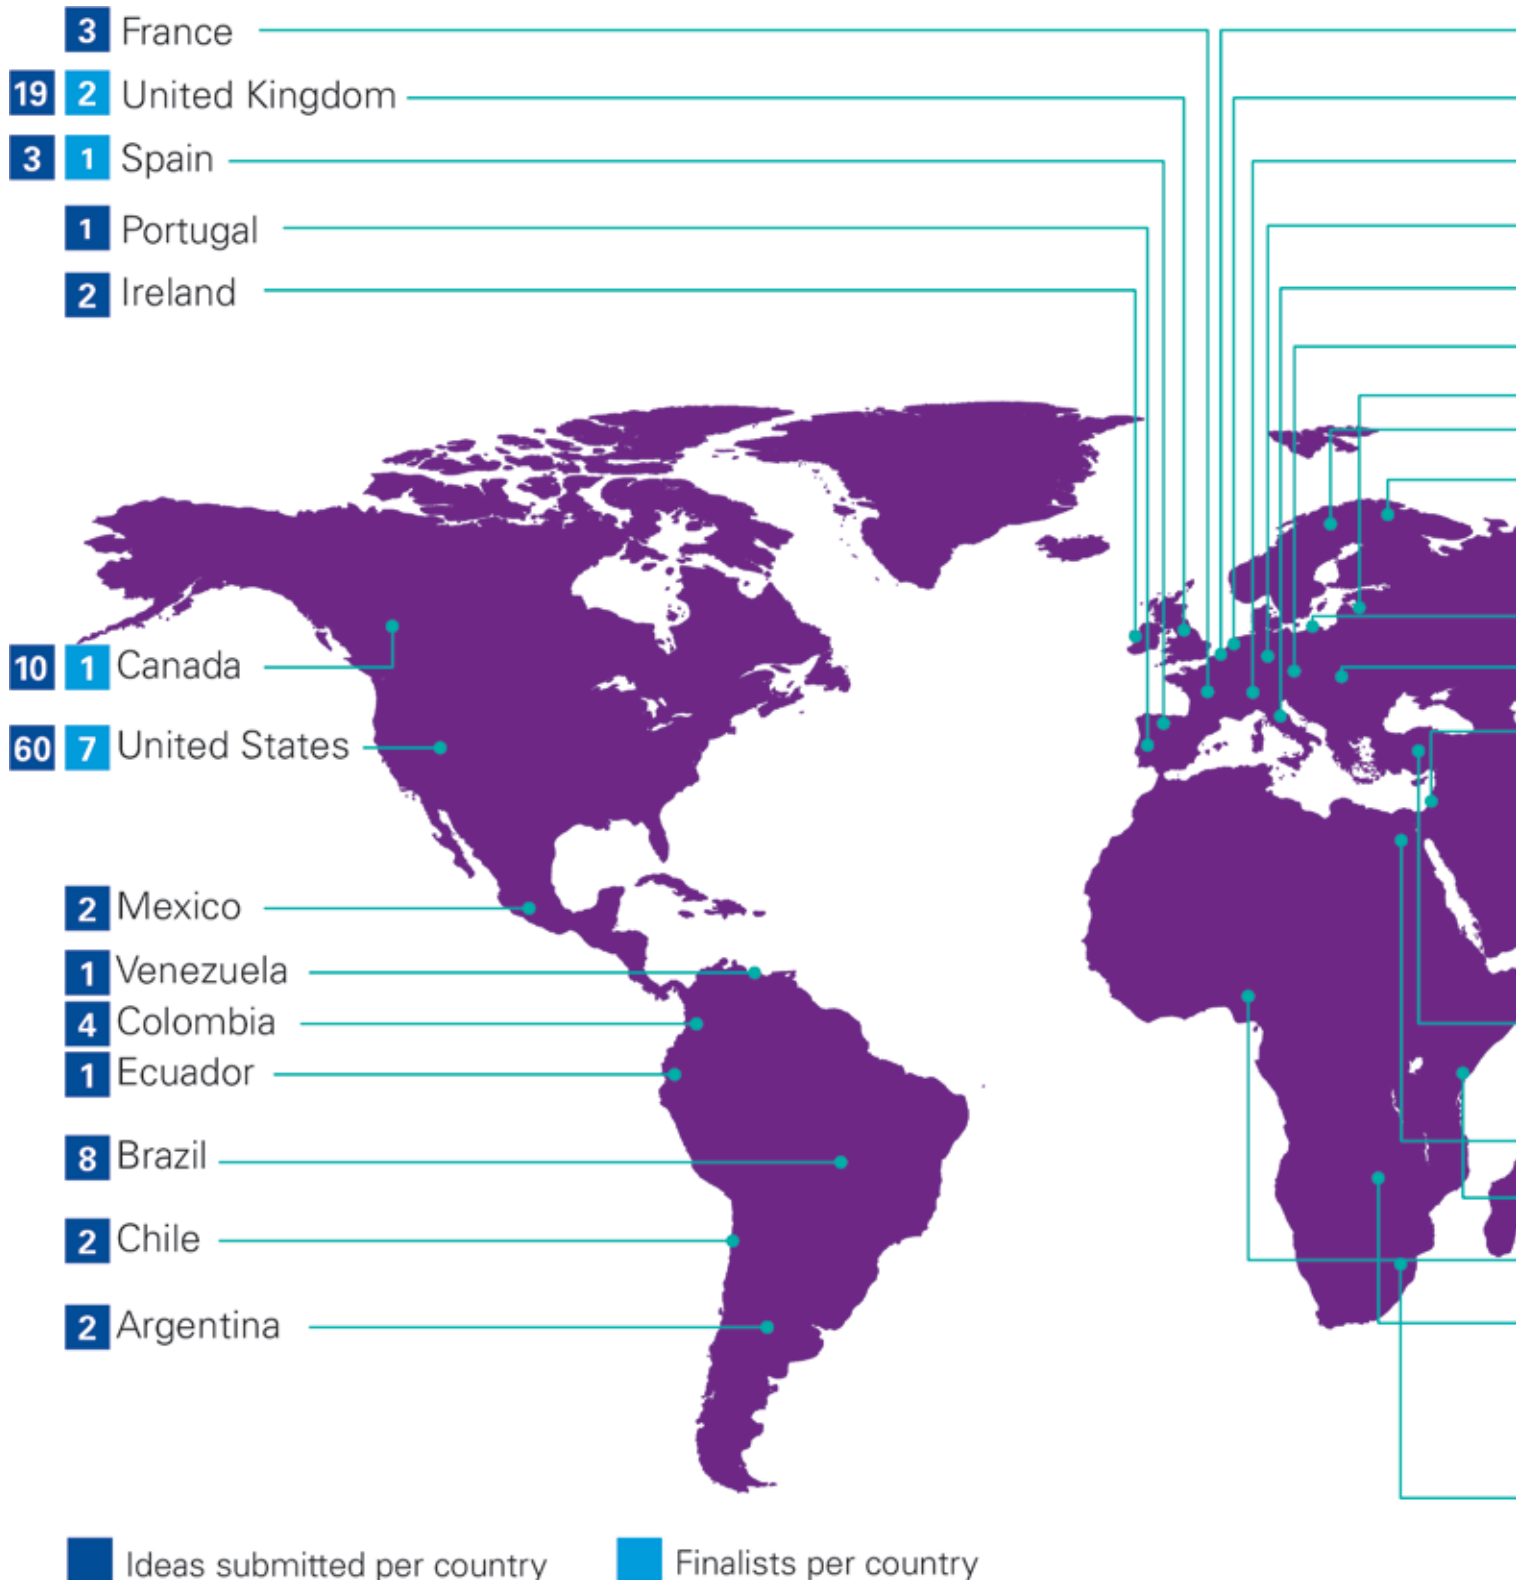 3 France
19 2 United Kingdom
3 1 Spain
1 Portugal
2 Ireland
10 1 Canada
60 7 United States
2 Mexico
1 Venezuela
4 Colombia
1 Ecuador
8 Brazil
2 Chile
2 Argentina
Ideas submitted per country
Finalists per country